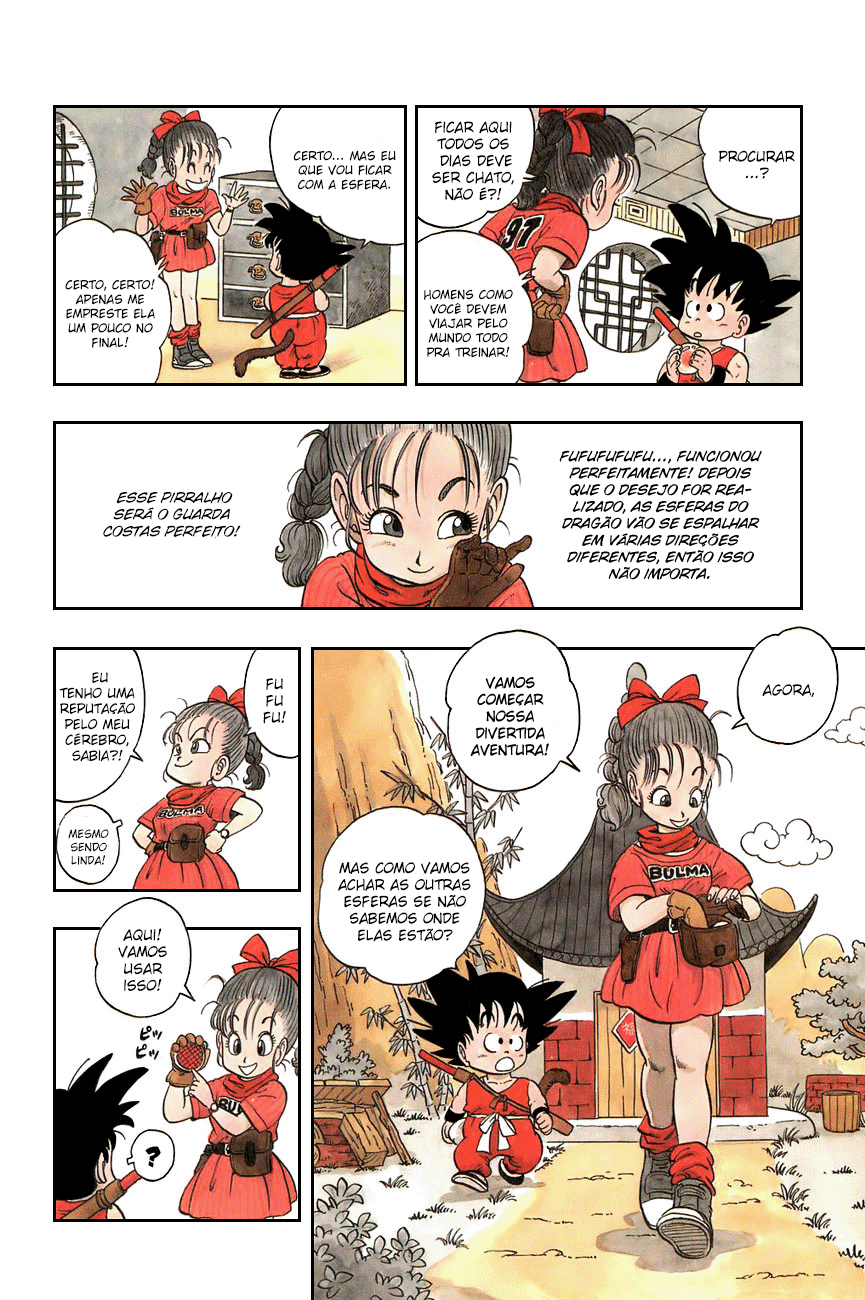 PROCURAR
...?
FICAR AQUI
TODOS OS
DIAS DEVE
SER CHATO,
NÃO É?!
HOMENS COMO
VOCÊ DEVEM
VIAJAR PELO
MUNDO TODO
PRA TREINAR!
97
CERTO... MAS EU
QUE VOU FICAR
COM A ESFERA.
BULMA
CERTO, CERTO!
APENAS ME
EMPRESTE ELA
UM POUCO NO
FINAL!
FUFUFUFUFU..., FUNCIONOU
PERFEITAMENTE! DEPOIS
QUE O DESEJO FOR REA-
LIZADO, AS ESFERAS DO
DRAGÃO VÃO SE ESPALHAR
EM VÁRIAS DIREÇÕES
DIFERENTES, ENTÃO ISSO
NÃO IMPORTA.
ESSE PIRRALHO
SERÁ O GUARDA
COSTAS PERFEITO!
AGORA,
VAMOS
COMEÇAR
NOSSA
DIVERTIDA
AVENTURA!
BULMA
MAS COMO VAMOS
ACHAR AS OUTRAS
ESFERAS SE NÃO
SABEMOS ONDE
ELAS ESTÃO?
FU
FU
FU!
EU
TENHO UMA
REPUTAÇÃO
PELO MEU
CÉREBRO,
SABIA?!
BULMA
MESMO
SENDO
LINDA!
AQUI!
VAMOS
USAR
ISSO!
ピッ
ピッ
BUL
?